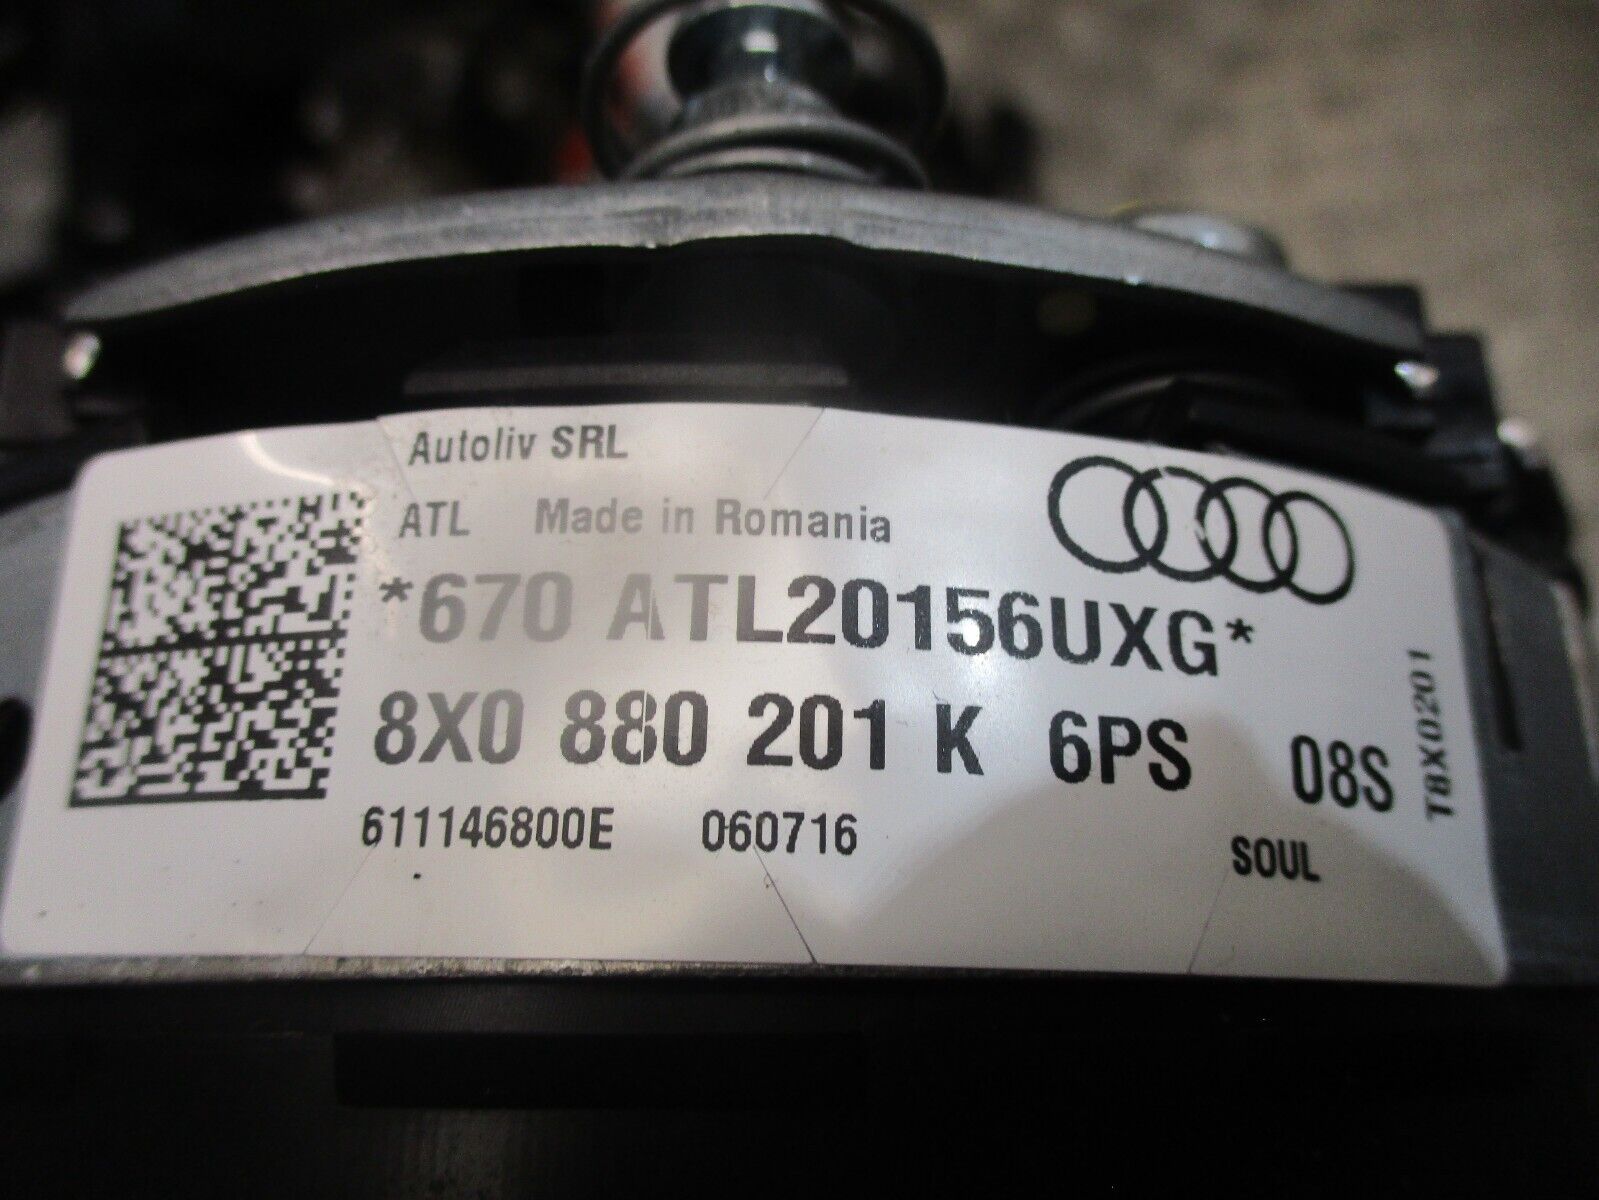 Autoliv SRL
ATL Made in Romania
*670 ATL20156UXG*
8X0 880 201 K 6PS 08S
T8X0201
611146800E 060716
SOUL